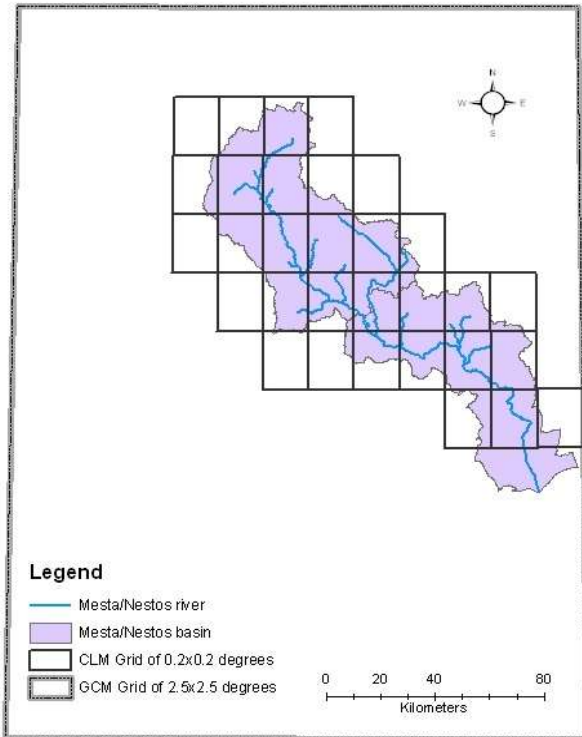 N
W E
S
Legend
Mesta/Nestos river
Mesta/Nestos basin
CLM Grid of 0.2x0.2 degrees
GCM Grid of 2.5x2.5 degrees
0 20 40 80
Kilometers